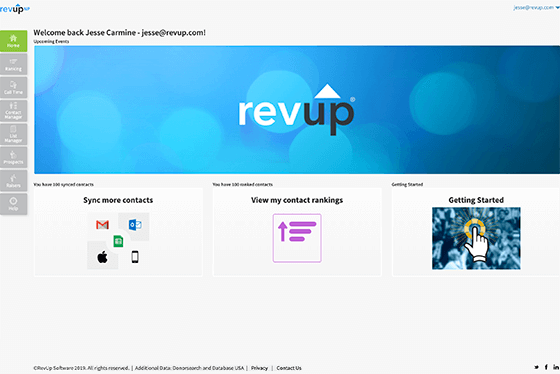 revup NP
jesse@revup.com
Welcome back Jesse Carmine - jesse@revup.com!
Upcoming Events
Home
Ranking
Call Time
Contact
Manager
List
Manager
Prospects
Tokens
Help
revup®
You have 100 synced contacts
You have 100 ranked contacts
Getting Started
Sync more contacts
View my contact rankings
Getting Started
©RevUp Software 2019. All rights reserved. | Additional Data: Donorsearch and Database USA | Privacy | Contact Us